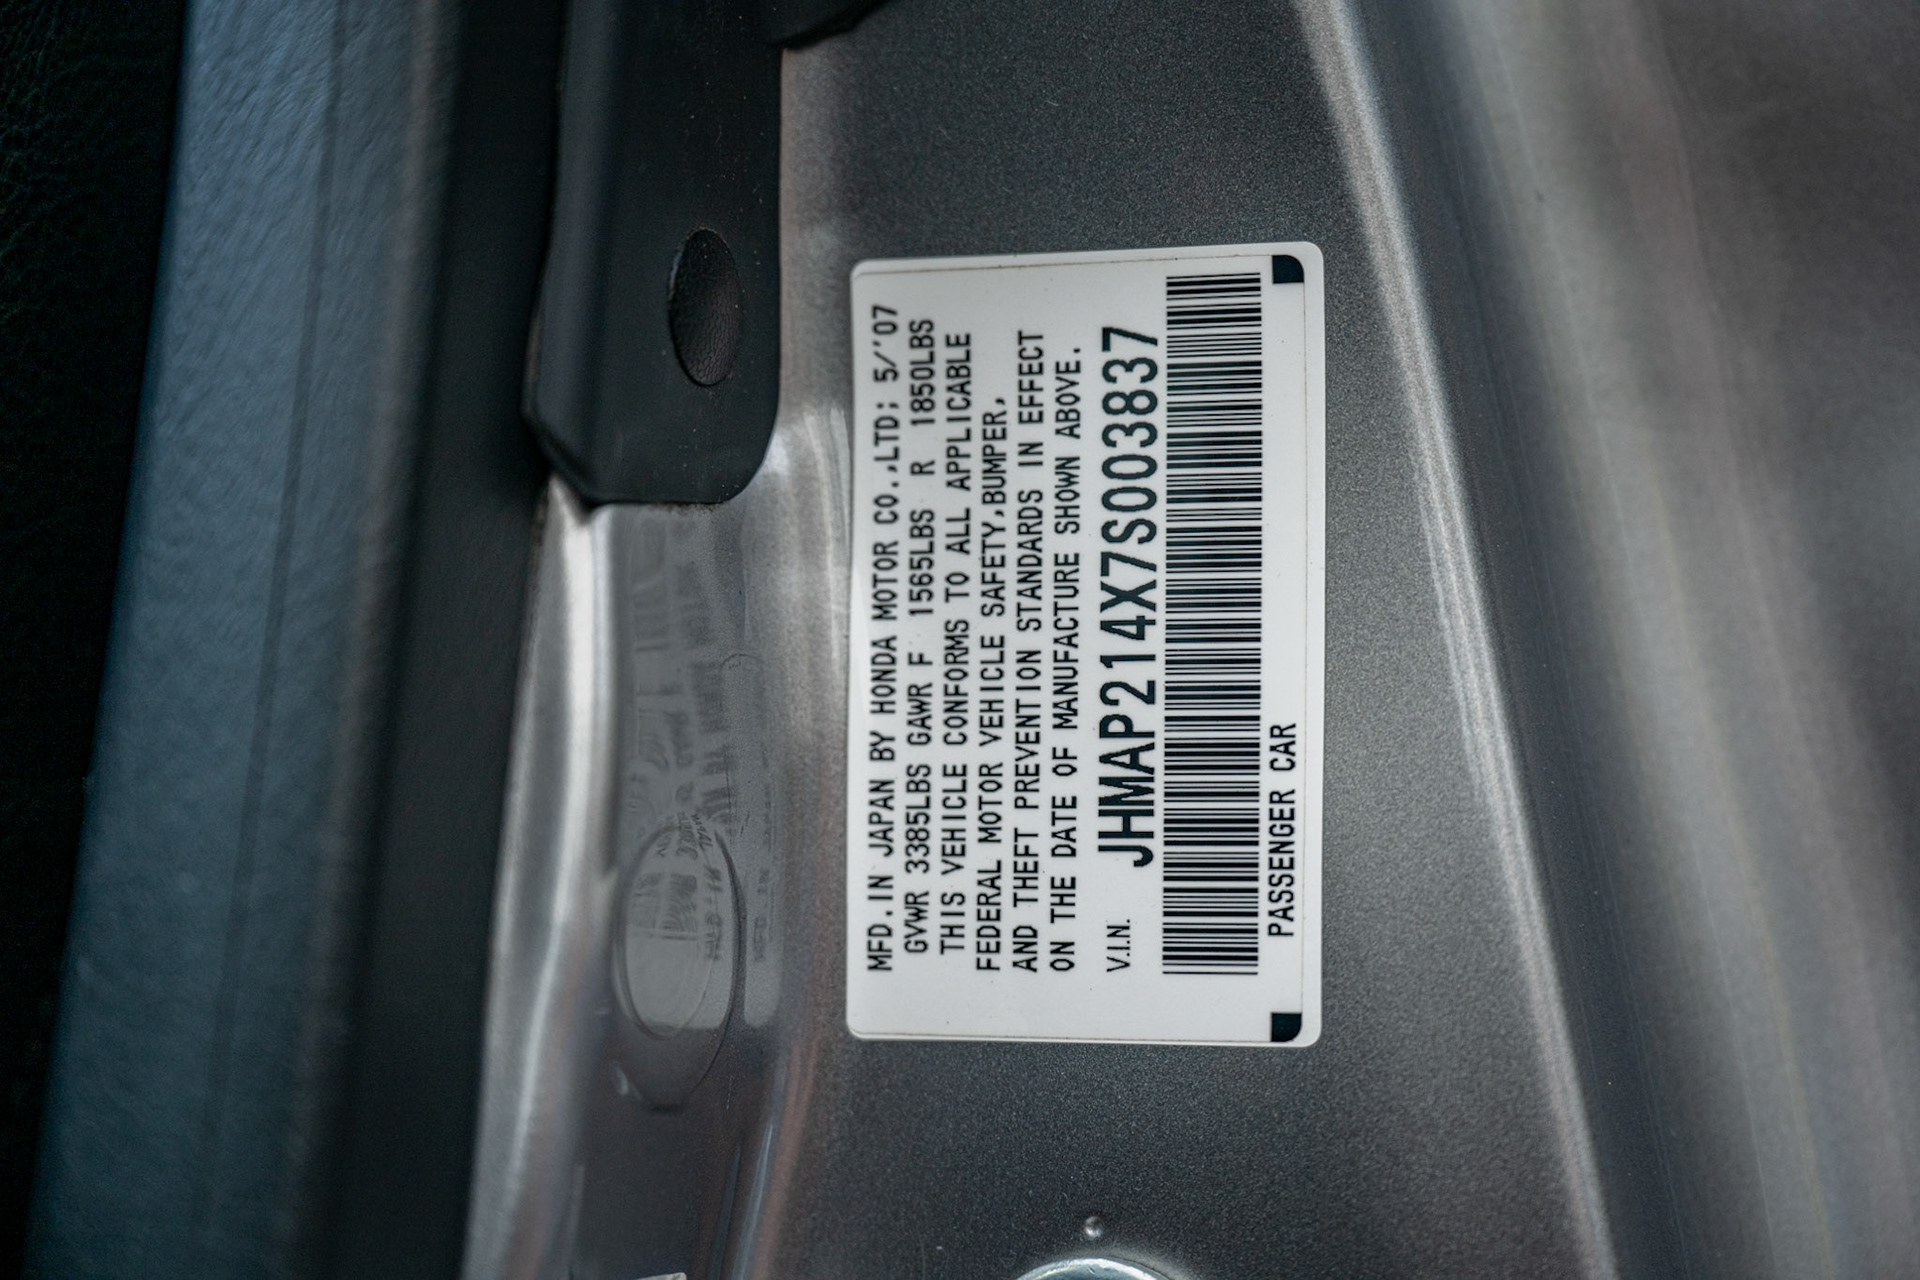 MFD.IN JAPAN BY HONDA MOTOR CO.,LTD; 5/'07
GVWR 3385LBS GAWR F 1565LBS R 1850LBS
THIS VEHICLE CONFORMS TO ALL APPLICABLE
FEDERAL MOTOR VEHICLE SAFETY,BUMPER,
AND THEFT PREVENTION STANDARDS IN EFFECT
ON THE DATE OF MANUFACTURE SHOWN ABOVE.
V.I.N. JHMAP214X7S003837
PASSENGER CAR